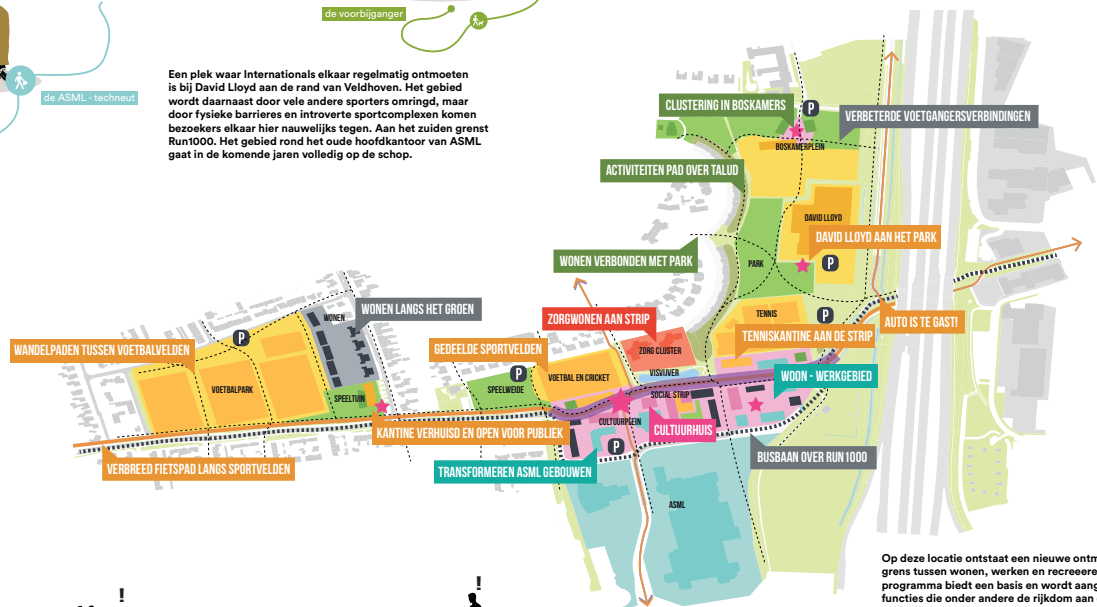 de voorbijganger
de ASML - techneut
Een plek waar Internationals elkaar regelmatig ontmoeten
is bij David Lloyd aan de rand van Veldhoven. Het gebied
wordt daarnaast door vele andere sporters omringd, maar
door fysieke barrieres en introverte sportcomplexen komen
bezoekers elkaar hier nauwelijks tegen. Aan het zuiden grenst
Run1000. Het gebied rond het oude hoofdkantoor van ASML
gaat in de komende jaren volledig op de schop.
CLUSTERING IN BOSKAMERS
P
VERBETERDE VOETGANGERSVERBINDINGEN
BOSKAMERPLEIN
ACTIVITEITEN PAD OVER TALUD
DAVID LLOYD
DAVID LLOYD AAN HET PARK
WONEN VERBONDEN MET PARK
PARK
P
WONEN LANGS HET GROEN
WONEN
ZORGWONEN AAN STRIP
TENNIS
P
AUTO IS TE GAST!
TENNISKANTINE AAN DE STRIP
P
WANDELPADEN TUSSEN VOETBALVELDEN
GEDEELDE SPORTVELDEN
ZORG CLUSTER
VISVIJVER
WOON - WERKGEBIED
P
VOETBAL EN CRICKET
VOETBALPARK
SPEELWEIDE
SPEELTUIN
SOCIAL STRIP
CULTUURPLEIN
CULTUURHUIS
KANTINE VERHUISD EN OPEN VOOR PUBLIEK
P
BUSBAAN OVER RUN1000
VERBREED FIETSPAD LANGS SPORTVELDEN
TRANSFORMEREN ASML GEBOUWEN
ASML
Op deze locatie ontstaat een nieuwe
grens tussen wonen, werken en
programma biedt een basis en wordt
functies die onder andere de rijkdom aan
!
!